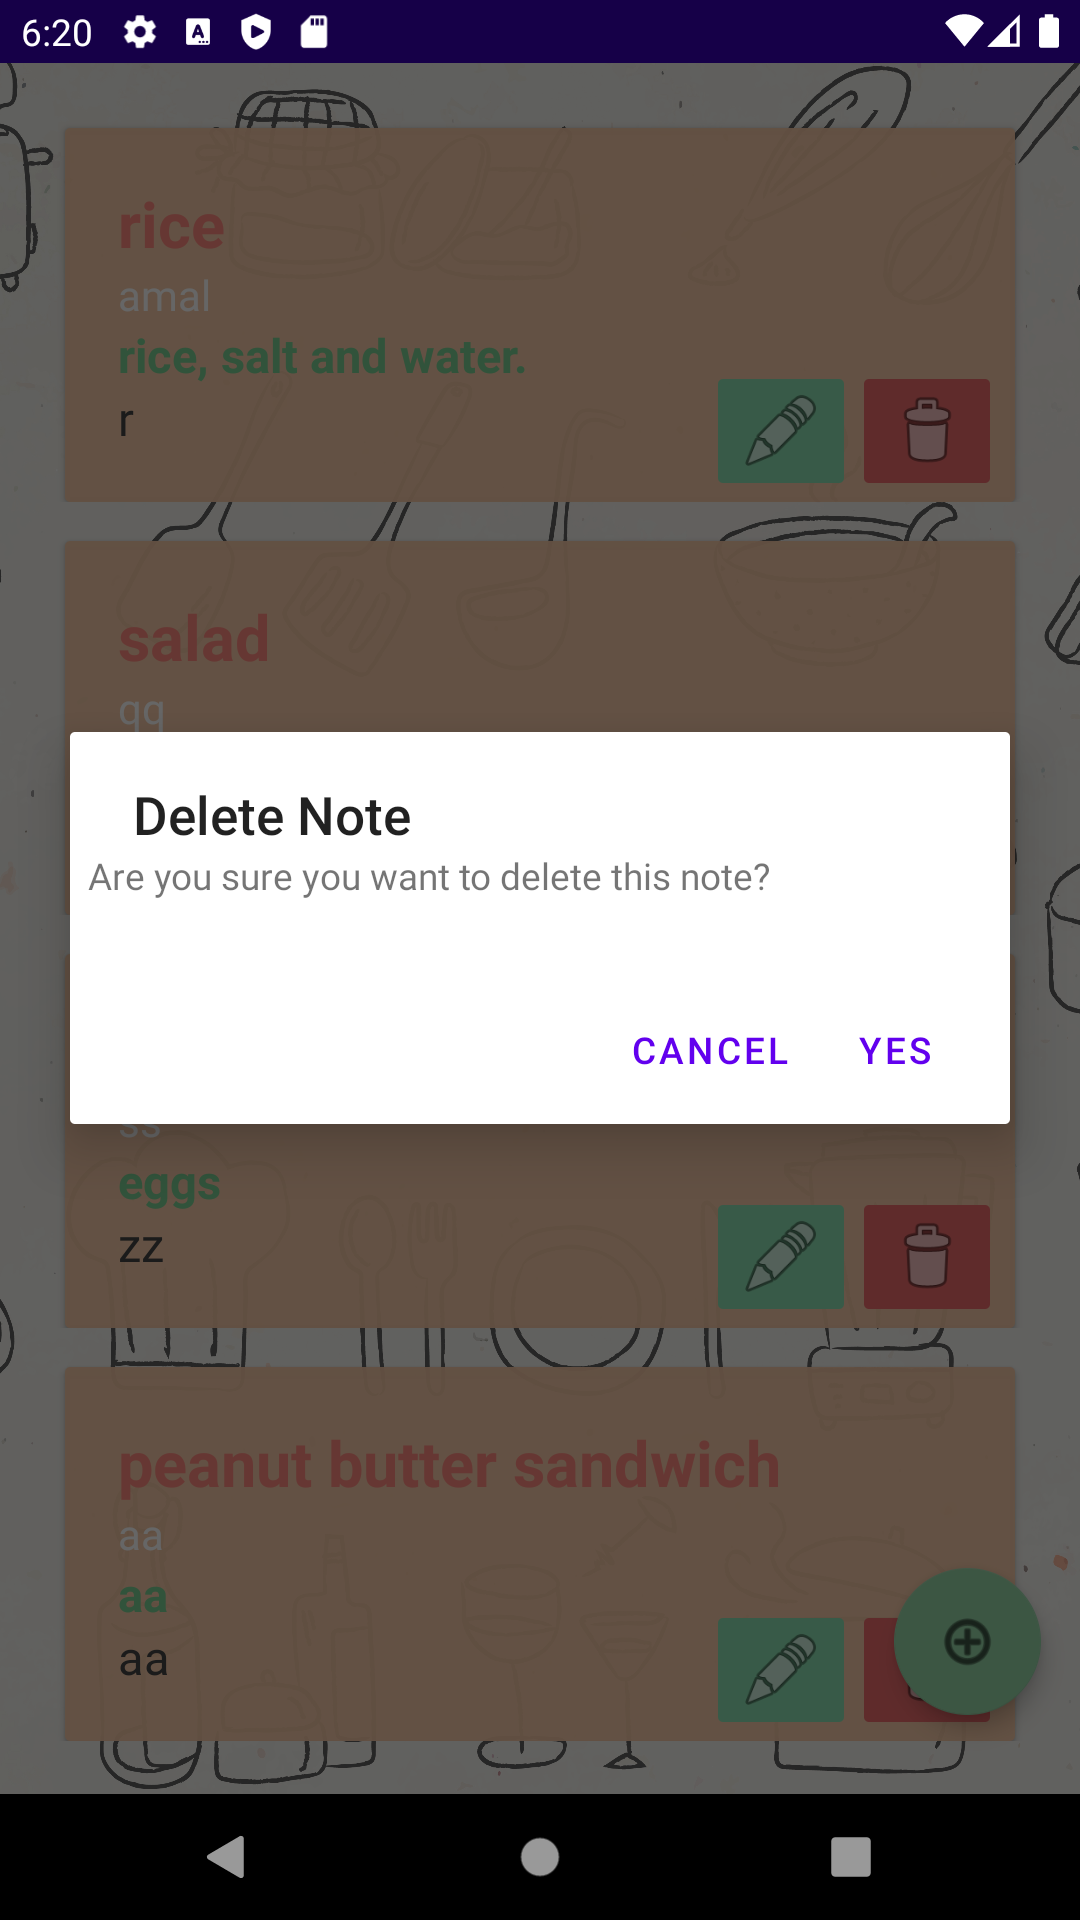 6:20
rice
amal
rice, salt and water.
r
salad
qq
Delete Note
Are you sure you want to delete this note?
CANCEL
YES
ss
eggs
zz
peanut butter sandwich
aa
aa
aa